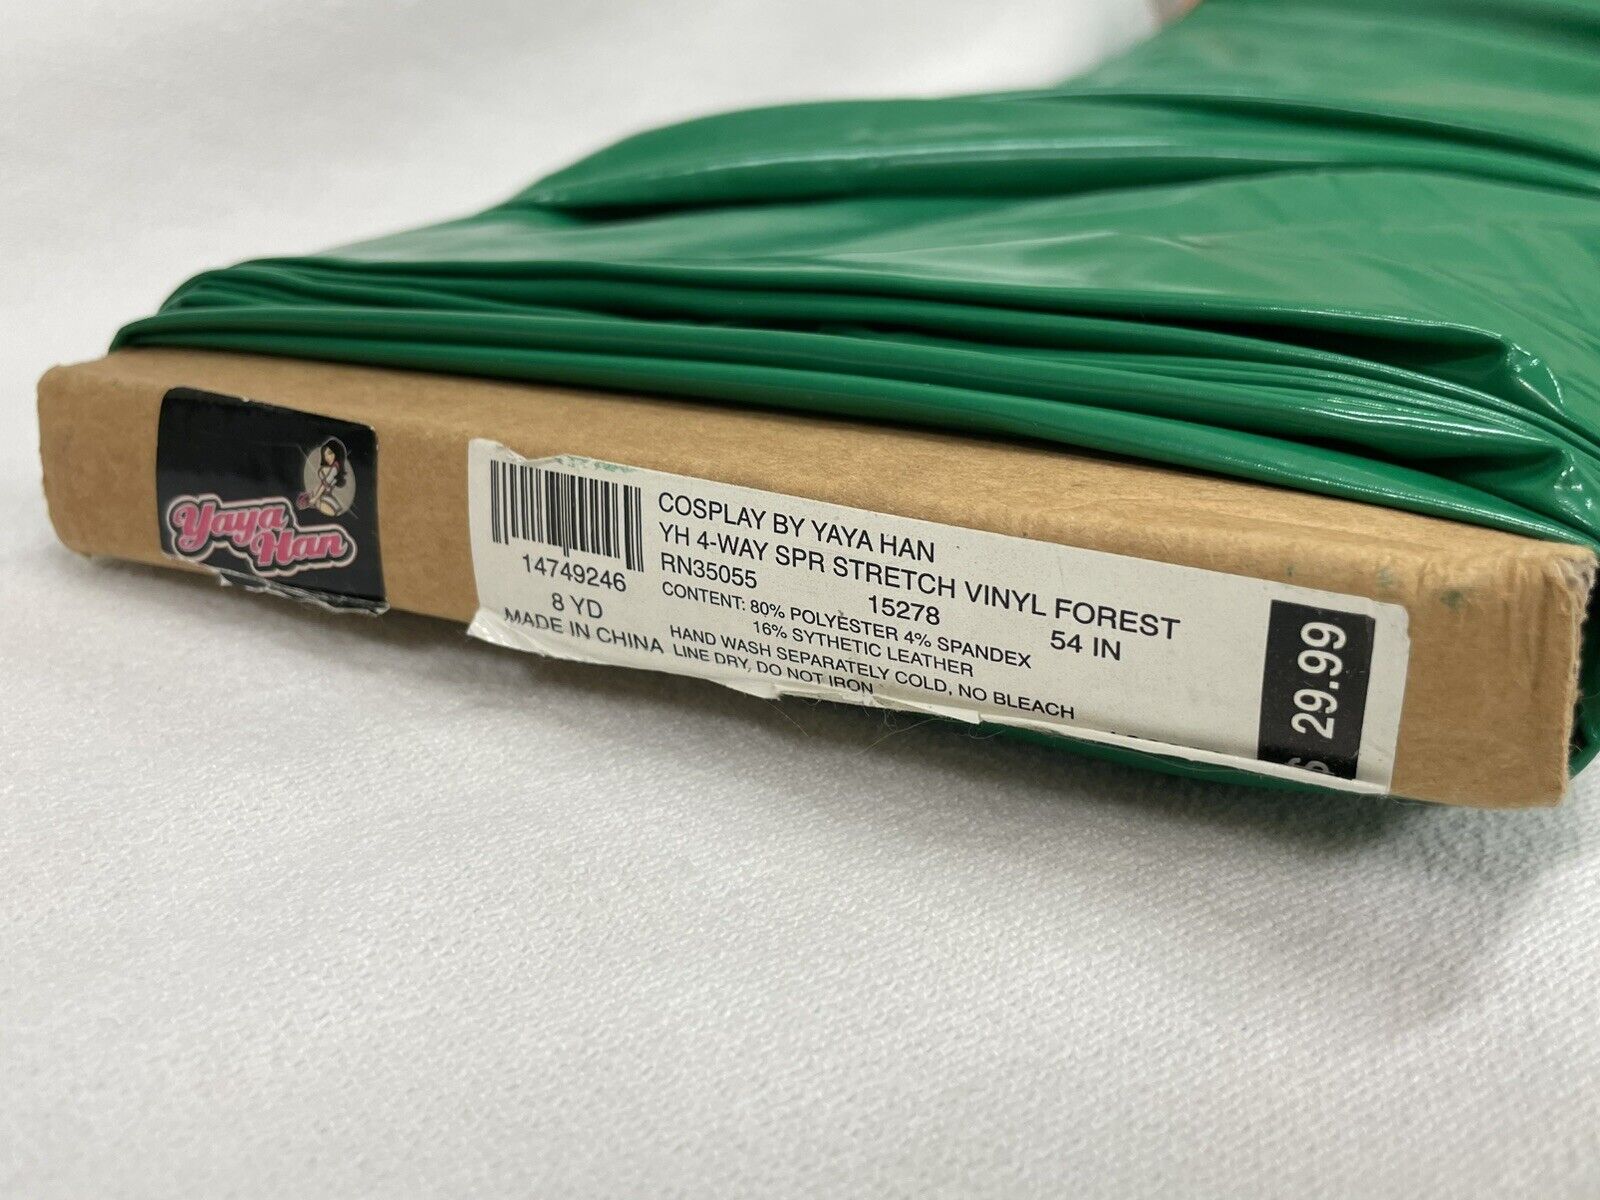 Yaya
Han
14749246
8 YD
MADE IN CHINA
COSPLAY BY YAYA HAN
YH 4-WAY SPR STRETCH VINYL FOREST
RN35055 15278 54 IN
CONTENT: 80% POLYESTER 4% SPANDEX
16% SYTHETIC LEATHER
HAND WASH SEPARATELY COLD, NO BLEACH
LINE DRY, DO NOT IRON
29.99